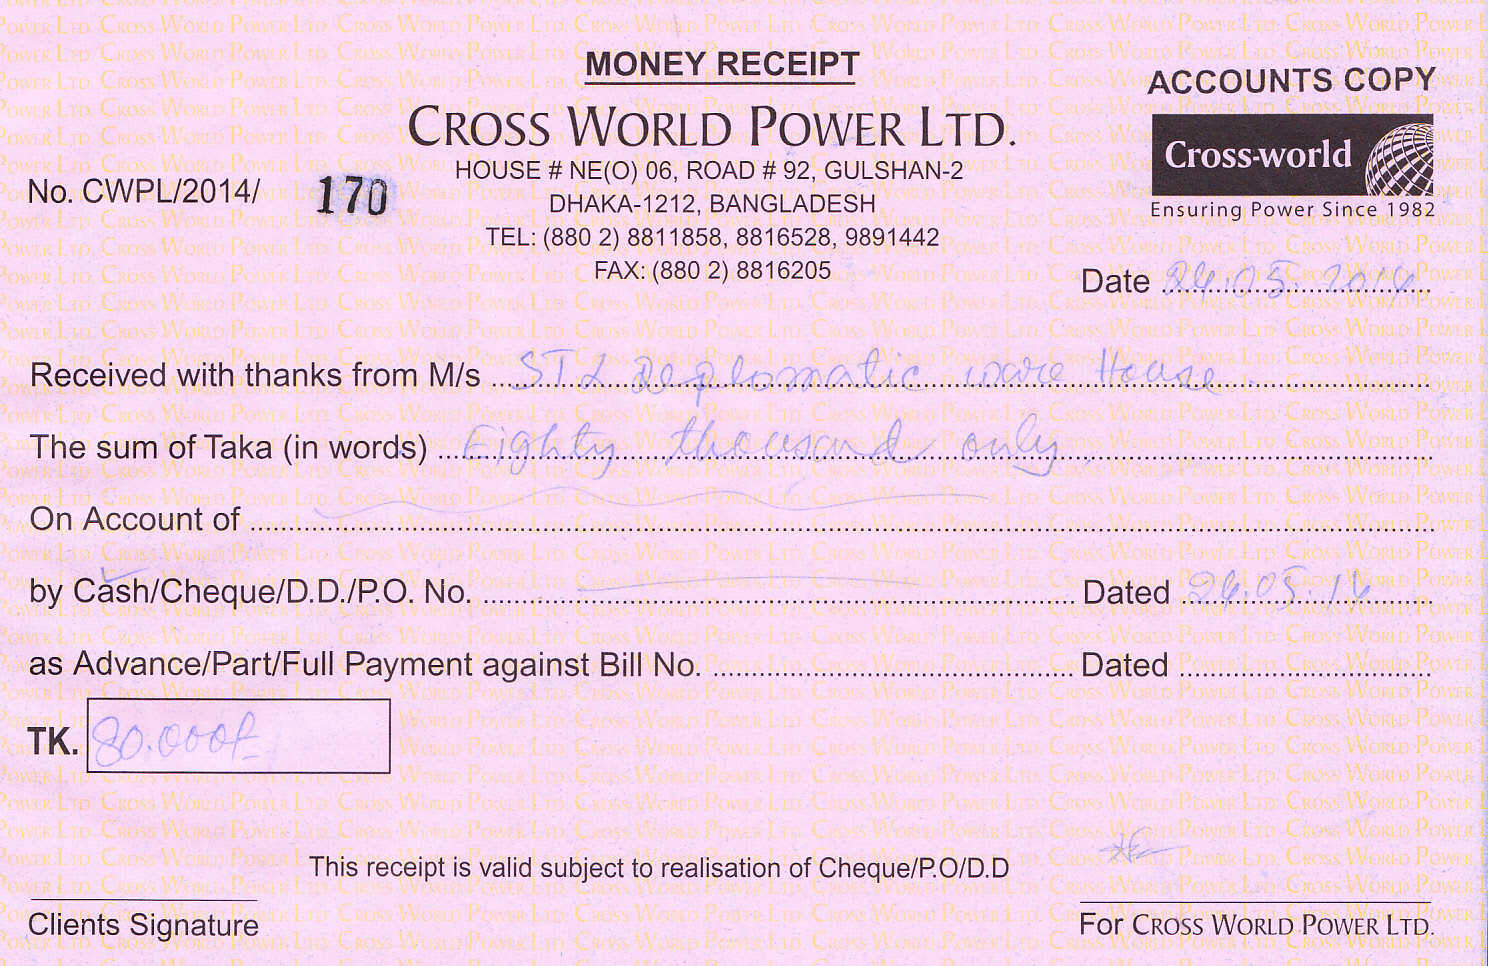 MONEY RECEIPT
ACCOUNTS COPY
CROSS WORLD POWER LTD.
Cross-world
Ensuring Power Since 1982
HOUSE # NE(O) 06, ROAD # 92, GULSHAN-2
No. CWPL/2014/ 170
DHAKA-1212, BANGLADESH
TEL: (880 2) 8811858, 8816528, 9891442
FAX: (880 2) 8816205
Date 24.05.2014
Received with thanks from M/s STL Deplomatic ware House
The sum of Taka (in words) Eighty thousand only.
On Account of
by Cash/Cheque/D.D./P.O. No. Dated 24.05.14
as Advance/Part/Full Payment against Bill No. Dated
TK. 80.000/-
This receipt is valid subject to realisation of Cheque/P.O/D.D
Clients Signature
For CROSS WORLD POWER LTD.